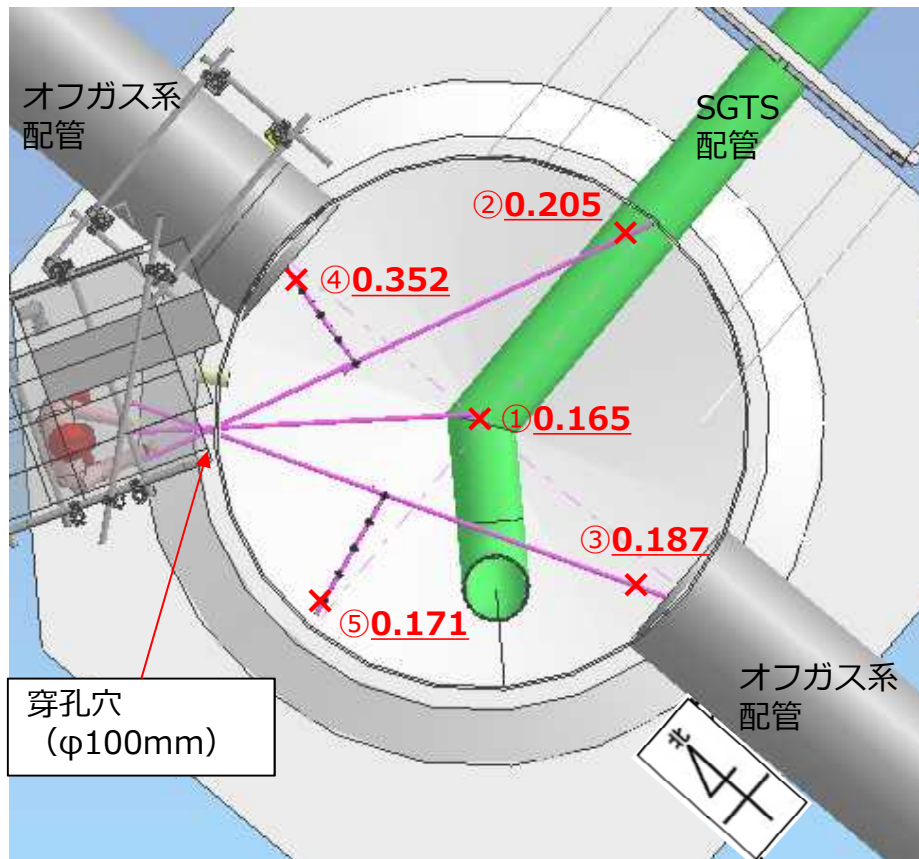 オフガス系
配管
SGTS
配管
②0.205
④0.352
①0.165
③0.187
⑤0.171
穿孔穴
（φ100mm）
オフガス系
配管
北